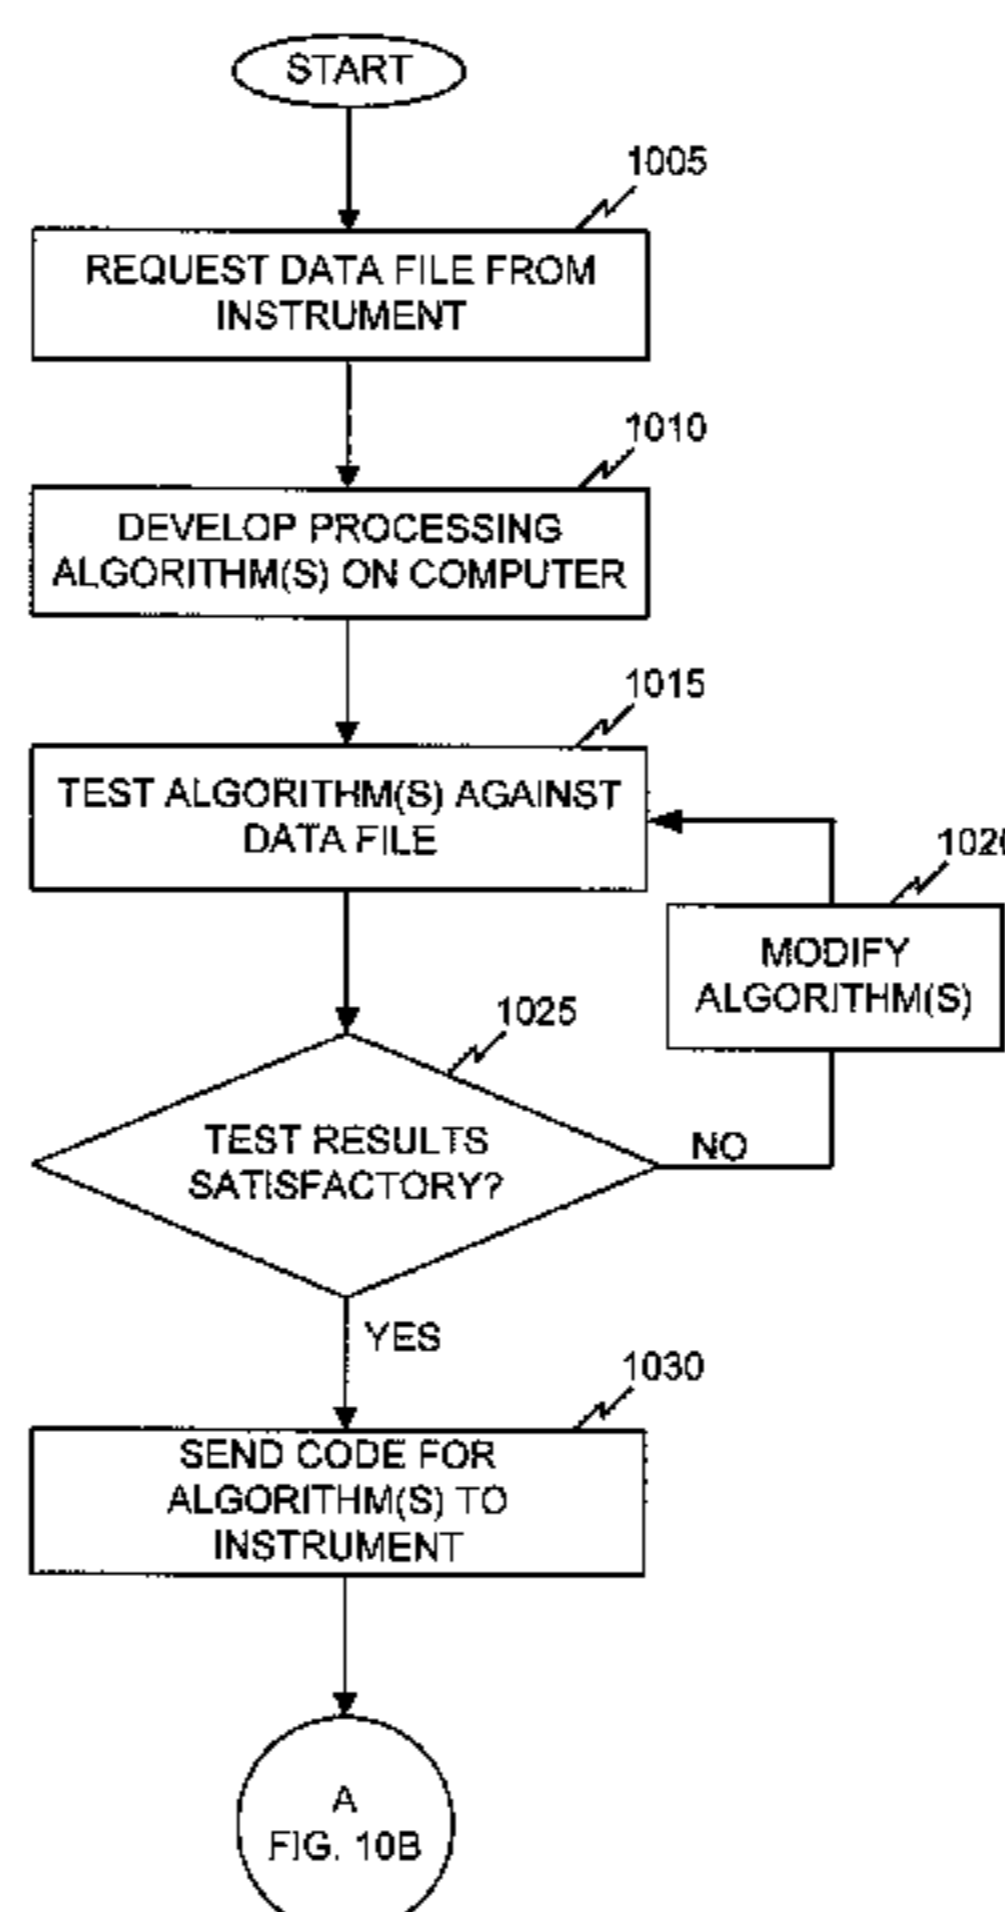 START
1005
REQUEST DATA FILE FROM
INSTRUMENT
1010
DEVELOP PROCESSING
ALGORITHM(S) ON COMPUTER
1015
TEST ALGORITHM(S) AGAINST
DATA FILE
1020
MODIFY
ALGORITHM(S)
1025
TEST RESULTS
SATISFACTORY?
NO
YES
1030
SEND CODE FOR
ALGORITHM(S) TO
INSTRUMENT
A
FIG. 10B